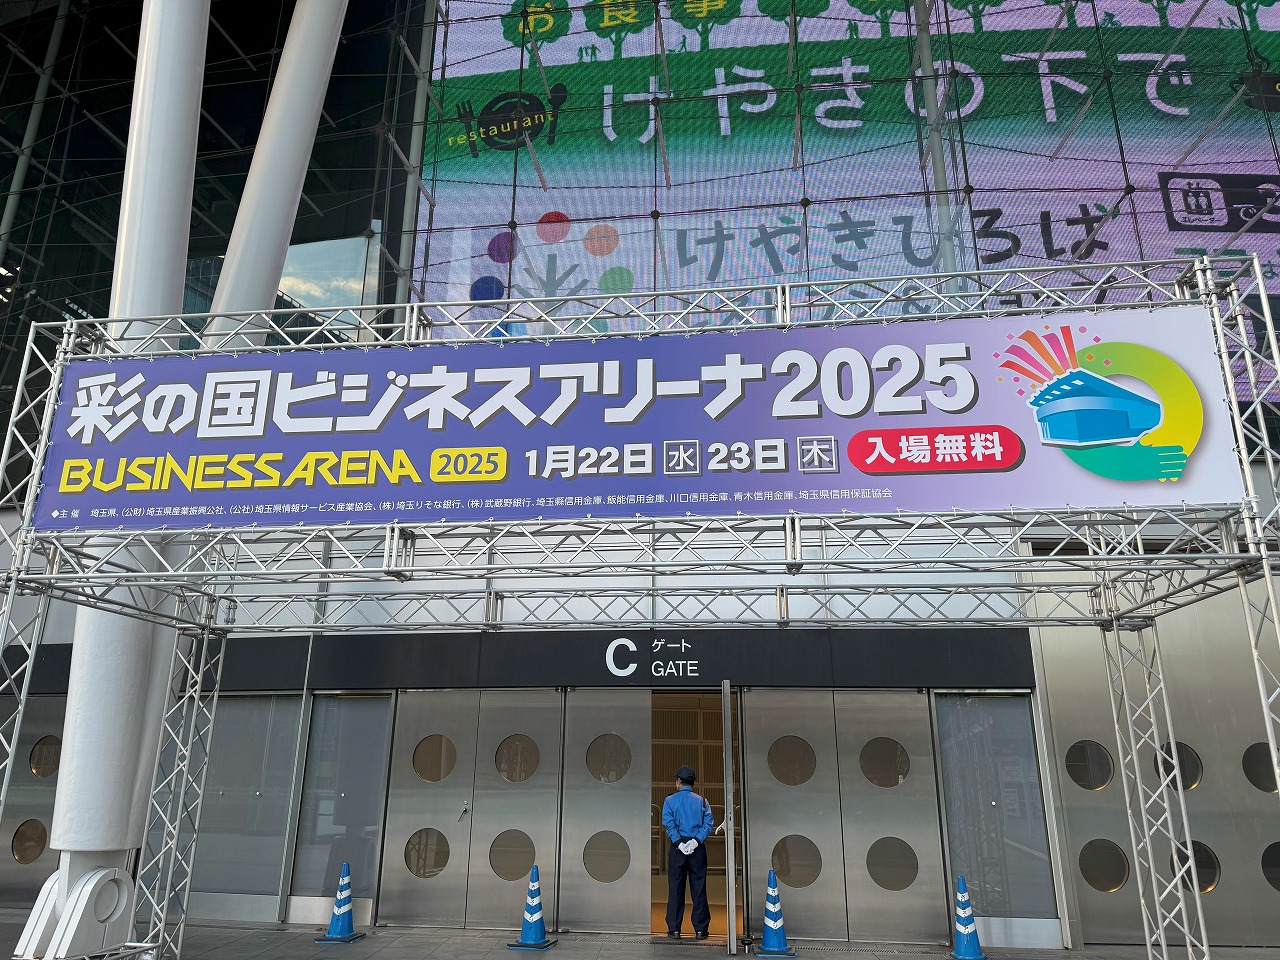 お食事
restaurant
けやきの下で
けやきひろば
彩の国ビジネスアリーナ2025
BUSINESS ARENA 2025 1月22日 水 23日 木 入場無料
◆主 催 埼玉県、(公財)埼玉県産業振興公社、(公社)埼玉県情報サービス産業協会、(株)埼玉りそな銀行、(株)武蔵野銀行、埼玉縣信用金庫、飯能信用金庫、川口信用金庫、青木信用金庫、埼玉県信用保証協会
C ゲート
GATE